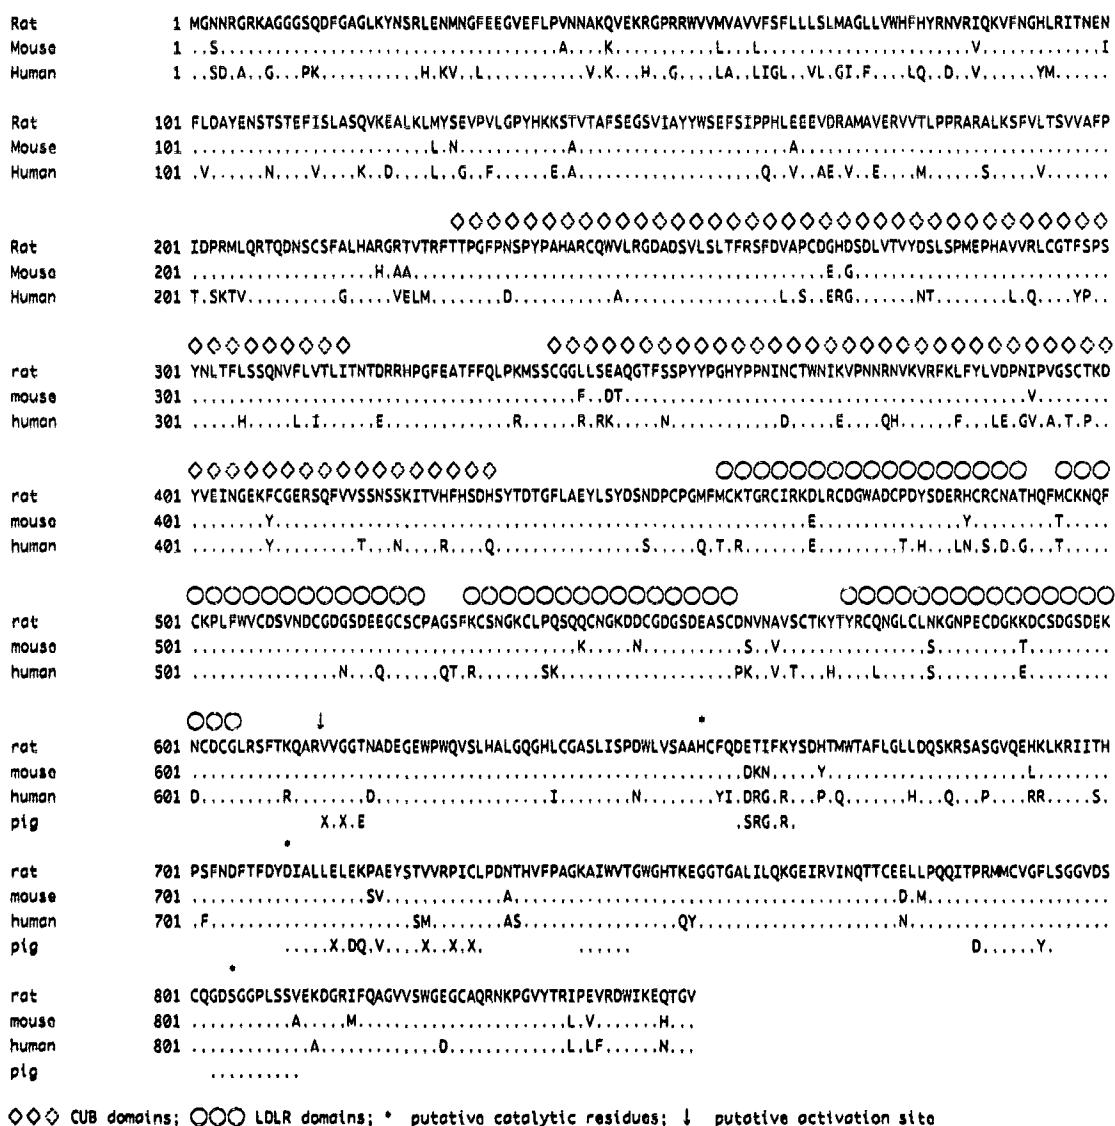 Rat 1 MGNNRGRKAGGGSQDFGAGLKYNSRLENMNGFEEGVEFLPVNNAKQVEKRGPRRWVVMVAVVFSFLLLSLMAGLLVWHFHYRNVRIQKVFNGHLRITNEN
Mouse 1 ..S.....................................A....K...........L...L.......................V.............I
Human 1 ..SD.A..G...PK...........H.KV..L...........V.K...H..G....LA..LIGL..VL.GI.F....LQ..D..V......YM......
Rat 101 FLDAYENSTSTEFISLASQVKEALKLMYSEVPVLGPYHKKSTVTAFSEGSVIAYYWSEFSIPPHLEEEVDRAMAVERVVTLPPRARALKSFVLTSVVAFP
Mouse 101 ..........................L.N............A.......................A..................................
Human 101 .V......N....V....K..D....L..G..F......E.A....................Q..V..AE.V..E....M......S.....V.......
◇◇◇◇◇◇◇◇◇◇◇◇◇◇◇◇◇◇◇◇◇◇◇◇◇◇◇◇◇◇◇◇◇◇◇◇
Rat 201 IDPRMLQRTQDNSCSFALHARGRTVTRFTTPGFPNSPYPAHARCQWVLRGDADSVLSLTFRSFDVAPCDGHDSDLVTVYDSLSPMEPHAVVRLCGTFSPS
Mouse 201 ....................H.AA.............................................E.G............................
Human 201 T.SKTV..........G....VELM........D...........A.................L.S..ERG......NT.........L.Q....YP..
◇◇◇◇◇◇◇◇◇ ◇◇◇◇◇◇◇◇◇◇◇◇◇◇◇◇◇◇◇◇◇◇◇◇◇◇◇◇◇◇◇
rat 301 YNLTFLSSQNVFLVTLITNTDRRHPGFEATFFQLPKMSSCGGLLSEAQGTFSSPYYPGHYPPNINCTWNIKVPNNRNVKVRFKLFYLVDPNIPVGSCTKD
mouse 301 ..........................................F..DT............................................V........
human 301 .....H.....L.I......E..............R......R.RK.....N............D.....E....QH......F...LE.GV.A.T.P..
◇◇◇◇◇◇◇◇◇◇◇◇◇◇◇◇◇ ○○○○○○○○○○○○○○○○○ ○○○
rat 401 YVEINGEKFCGERSQFVVSSNSSKITVHFHSDHSYTDTGFLAEYLSYDSNDPCPGMFMCKTGRCIRKDLRCDGWADCPDYSDERHCRCNATHQFMCKNQF
mouse 401 ........Y...........................................................E................Y.........T.....
human 401 ........Y.........T...N....R....Q................S.....Q.T.R.......E.........T.H...LN.S.D.G...T.....
○○○○○○○○○○○○○ ○○○○○○○○○○○○○○○ ○○○○○○○○○○○○○○○
rat 501 CKPLFWVCDSVNDCGDGSDEEGCSCPAGSFKCSNGKCLPQSQQCNGKDDCGDGSDEASCDNVNAVSCTKYTYRCQNGLCLNKGNPECDGKKDCSDGSDEK
mouse 501 ..........................................K.....N...........S..A................S.........T.........
human 501 ................N...Q......QT.R.......SK...................PK..V.T...H....L.....S.........E.........
○○○ ↓ *
rat 601 NCDCGLRSFTKQARVVGGTNADEGEWPWQVSLHALGQGHLCGASLISPDWLVSAAHCFQDETIFKYSDHTMWTAFLGLLDQSKRSASGVQEHKLKRIITH
mouse 601 ............................................................DKN.....Y......................L.........
human 601 D.........R........D...................I........N........YI.DRG.R...P.Q.......H...Q...P....RR......S.
pig X.X.E .SRG.R.
*
rat 701 PSFNDFTFDYDIALLELEKPAEYSTVVRPICLPDNTHVFPAGKAIWVTGWGHTKEGGTGALILQKGEIRVINQTTCEELLPQQITPRMMCVGFLSGGVDS
mouse 701 ...................SV.............A..........................................D.M....................
human 701 .F......................SM........AS.................QY.......................N......................
pig .....X.DQ.V....X..X.X. ...... D......Y.
*
rat 801 CQGDSGGPLSSVEKDGRIFQAGVVSWGEGCAQRNKPGVYTRIPEVRDWIKEQTGV
mouse 801 ...........A.....M.......................L.V.......H...
human 801 .............A.............D.............L.LF......N...
pig ..........
◇◇◇ CUB domains; ○○○ LDLR domains; * putative catalytic residues; ↓ putative activation site